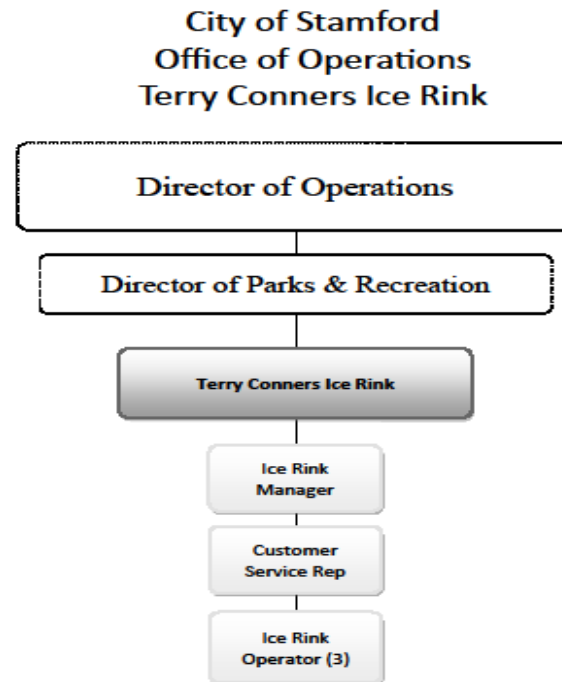 City of Stamford
Office of Operations
Terry Conners Ice Rink
Director of Operations
Director of Parks & Recreation
Terry Conners Ice Rink
Ice Rink
Manager
Customer
Service Rep
Ice Rink
Operator (3)